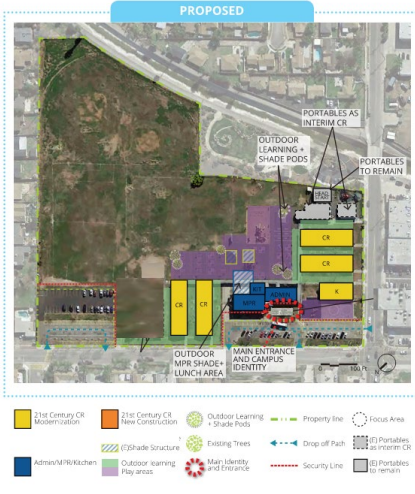 PROPOSED
PORTABLES AS
INTERIM CR
OUTDOOR
LEARNING +
SHADE PODS
PORTABLES
TO REMAIN
HEAD
START
CR
CR
K
CR
CR
KIT
ADMIN
MPR
OUTDOOR
MPR SHADE+
LUNCH AREA
MAIN ENTRANCE
AND CAMPUS
IDENTITY
100 Ft.
21st Century CR
Modernization
21st Century CR
New Construction
Outdoor Learning
+ Shade Pods
Property line
Focus Area
(E)Shade Structure
Existing Trees
Drop off Path
(E) Portables
as interim CR
Admin/MPR/Kitchen
Outdoor learning
Play areas
Main Identity
and Entrance
Security Line
(E) Portables
to remain